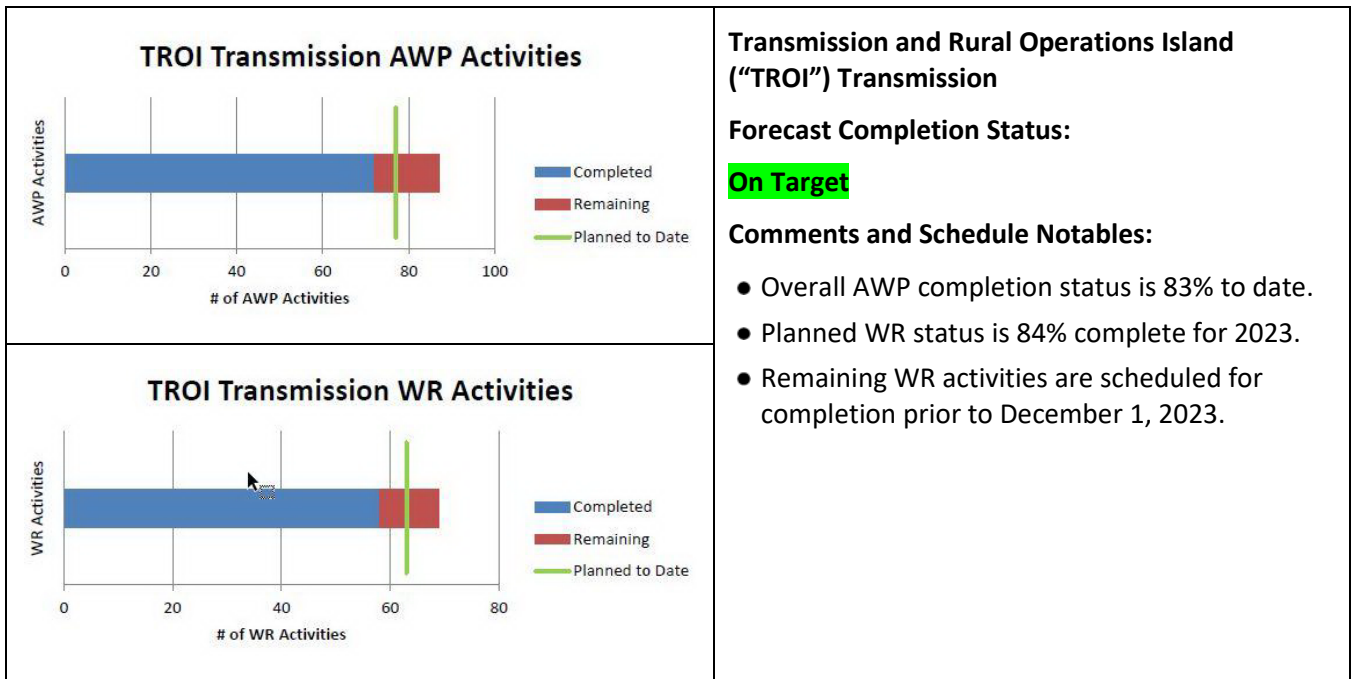 TROI Transmission AWP Activities
AWP Activities
Completed
Remaining
Planned to Date
0 20 40 60 80 100
# of AWP Activities
TROI Transmission WR Activities
WR Activities
Completed
Remaining
Planned to Date
0 20 40 60 80
# of WR Activities
Transmission and Rural Operations Island
(“TROI”) Transmission
Forecast Completion Status:
On Target
Comments and Schedule Notables:
● Overall AWP completion status is 83% to date.
● Planned WR status is 84% complete for 2023.
● Remaining WR activities are scheduled for
completion prior to December 1, 2023.